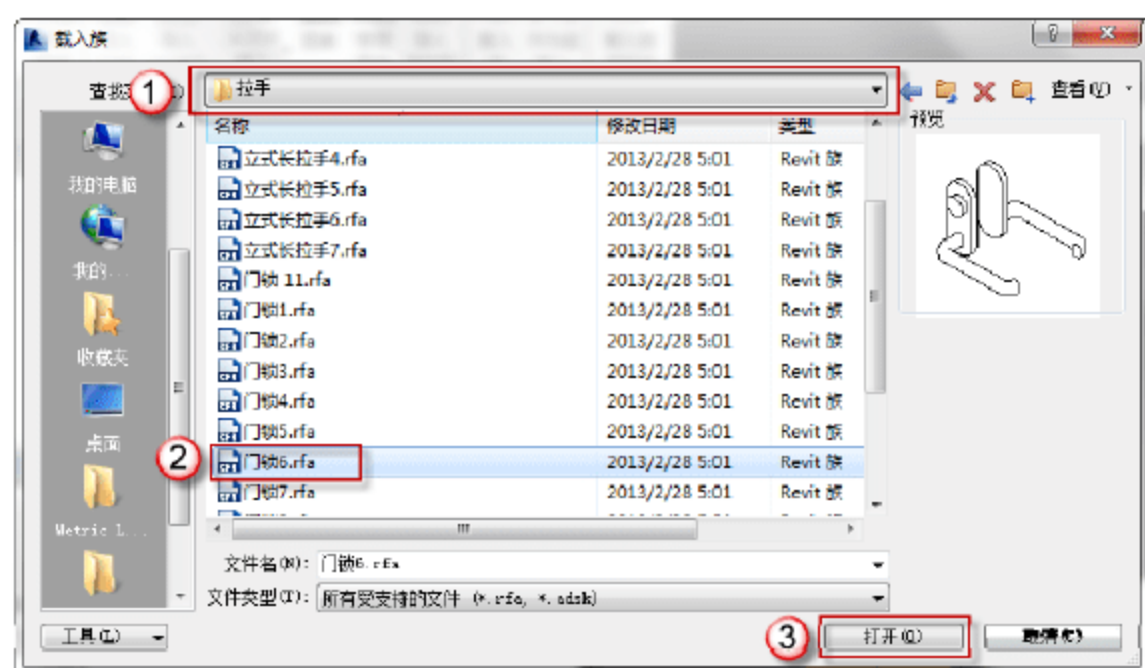 载入族
查找 1 (I) 拉手 查看(V)
名称 修改日期 类型 预览
立式长拉手4.rfa 2013/2/28 5:01 Revit 族
立式长拉手5.rfa 2013/2/28 5:01 Revit 族
我的电脑
立式长拉手6.rfa 2013/2/28 5:01 Revit 族
立式长拉手7.rfa 2013/2/28 5:01 Revit 族
我的...
门锁 11.rfa 2013/2/28 5:01 Revit 族
门锁1.rfa 2013/2/28 5:01 Revit 族
门锁2.rfa 2013/2/28 5:01 Revit 族
收藏夹
门锁3.rfa 2013/2/28 5:01 Revit 族
门锁4.rfa 2013/2/28 5:01 Revit 族
门锁5.rfa 2013/2/28 5:01 Revit 族
桌面
2 门锁6.rfa 2013/2/28 5:01 Revit 族
门锁7.rfa 2013/2/28 5:01 Revit 族
Metric L...
文件名(N): 门锁6.rfa
文件类型(T): 所有受支持的文件 (*.rfa, *.adsk)
工具(L) 3 打开(O) 取消(C)